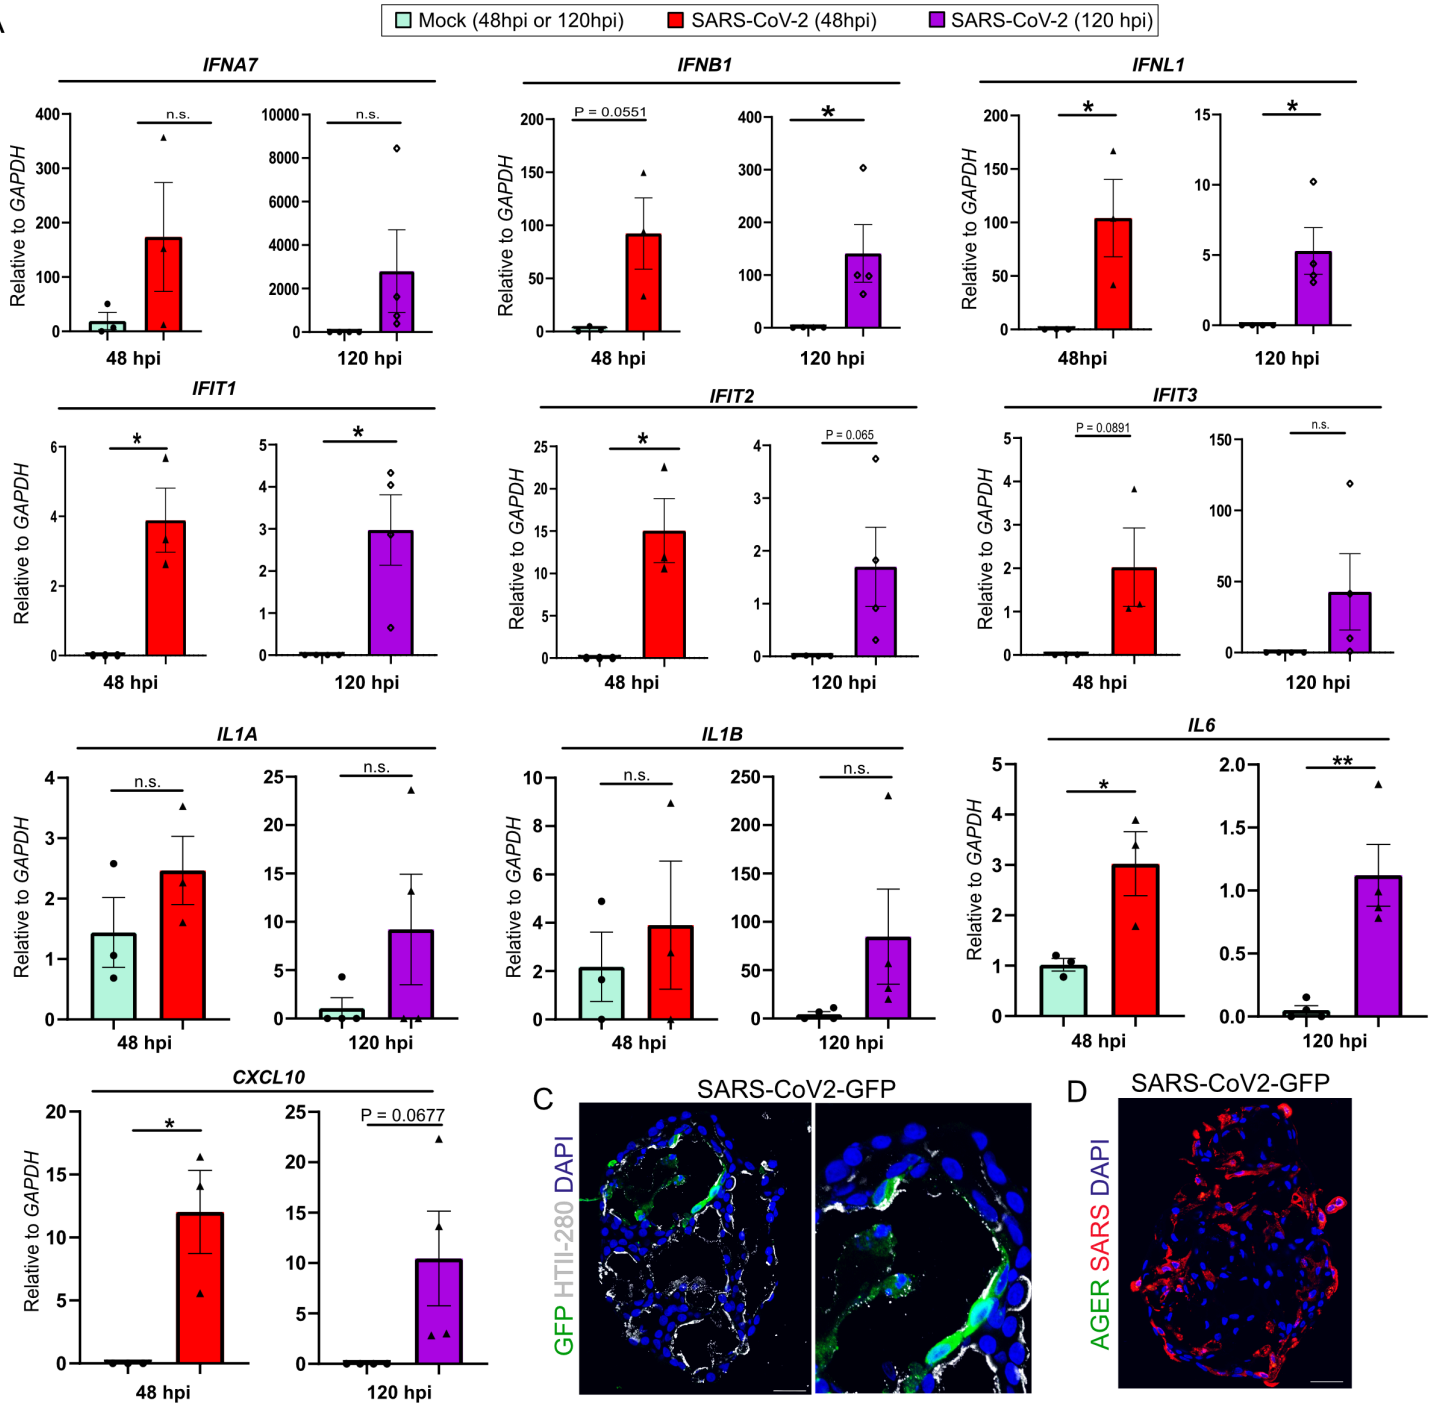 A
Mock (48hpi or 120hpi) SARS-CoV-2 (48hpi) SARS-CoV-2 (120 hpi)
IFNA7 IFNB1 IFNL1
Relative to GAPDH
400
300
200
100
0
n.s.
48 hpi
10000
8000
6000
4000
2000
0
n.s.
120 hpi
Relative to GAPDH
200
150
100
50
0
P = 0.0551
48 hpi
400
300
200
100
0
*
120 hpi
Relative to GAPDH
200
150
100
50
0
*
48hpi
15
10
5
0
*
120 hpi
IFIT1 IFIT2 IFIT3
Relative to GAPDH
6
4
2
0
*
48 hpi
5
4
3
2
1
0
*
120 hpi
Relative to GAPDH
25
20
15
10
5
0
*
48 hpi
4
3
2
1
0
P = 0.065
120 hpi
Relative to GAPDH
5
4
3
2
1
0
P = 0.0891
48 hpi
150
100
50
0
n.s.
120 hpi
IL1A IL1B IL6
Relative to GAPDH
4
3
2
1
0
n.s.
48 hpi
25
20
15
10
5
0
n.s.
120 hpi
Relative to GAPDH
10
8
6
4
2
0
n.s.
48 hpi
250
200
150
100
50
0
n.s.
120 hpi
Relative to GAPDH
5
4
3
2
1
0
*
48 hpi
2.0
1.5
1.0
0.5
0.0
**
120 hpi
CXCL10
Relative to GAPDH
20
15
10
5
0
*
48 hpi
25
20
15
10
5
0
P = 0.0677
120 hpi
C
SARS-CoV2-GFP
GFP HTII-280 DAPI
D
SARS-CoV2-GFP
AGER SARS DAPI